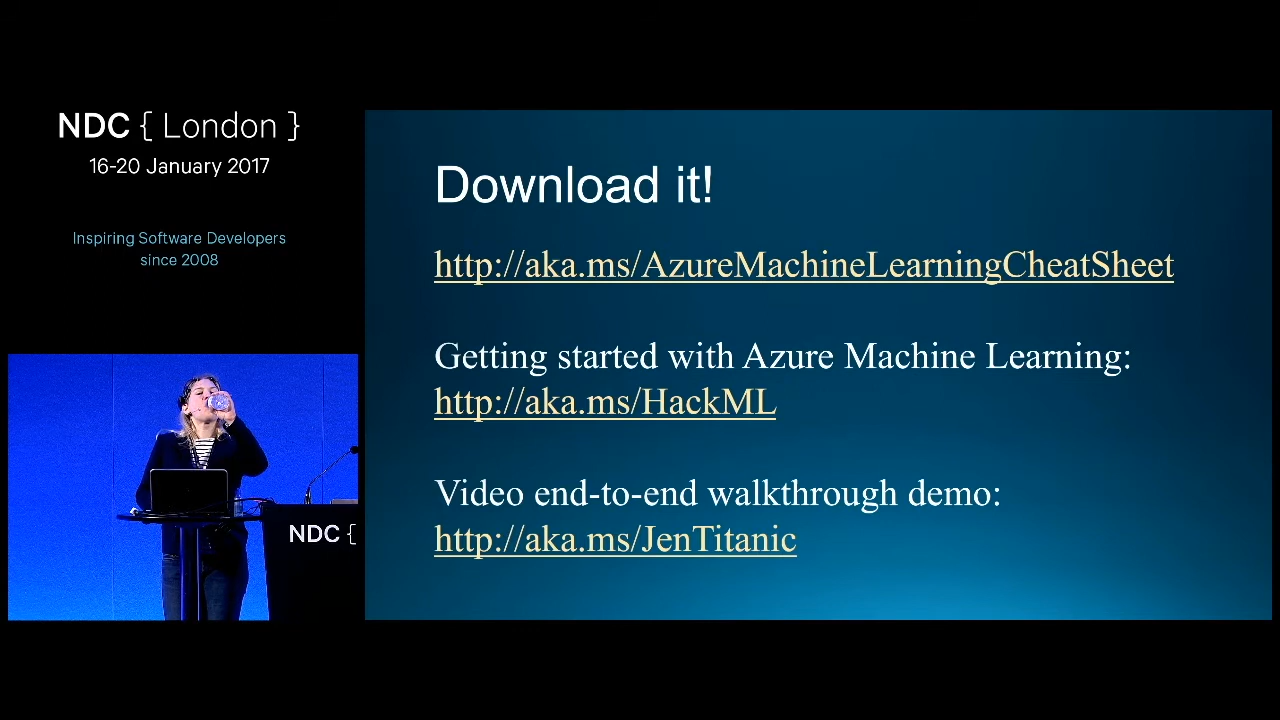 NDC { London }
16-20 January 2017
Inspiring Software Developers
since 2008
Download it!
http://aka.ms/AzureMachineLearningCheatSheet
Getting started with Azure Machine Learning:
http://aka.ms/HackML
Video end-to-end walkthrough demo:
http://aka.ms/JenTitanic
NDC {